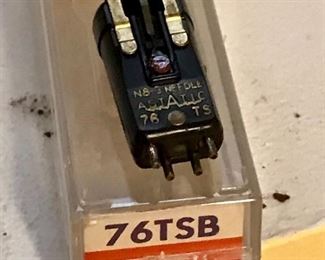 N8-3 NEEDLE
ASTATIC
76 TS
76TSB